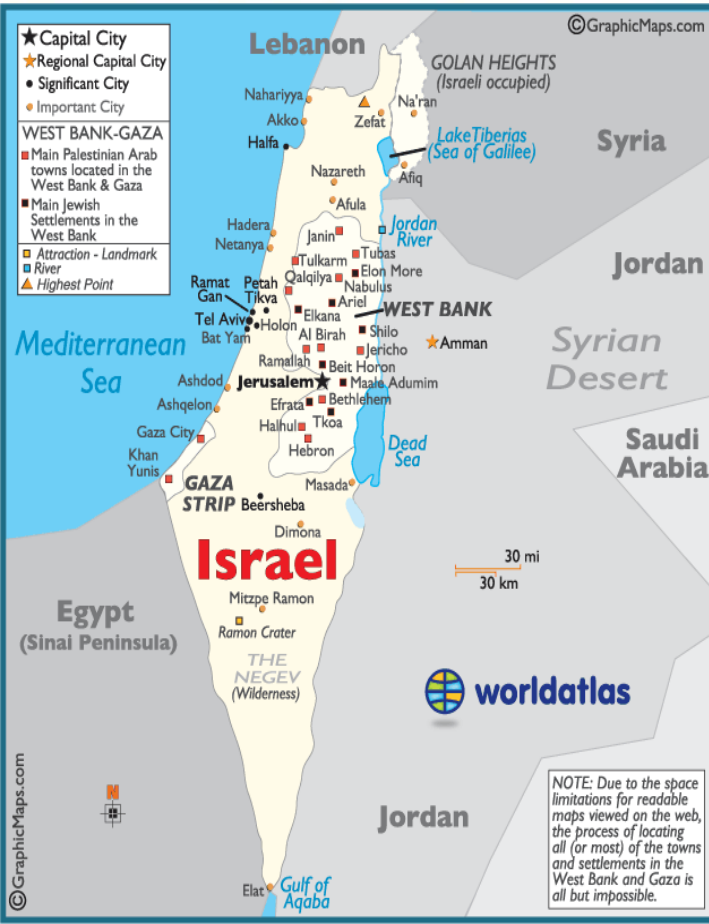 ©GraphicMaps.com
Capital City
Regional Capital City
Significant City
Important City
WEST BANK-GAZA
Main Palestinian Arab
towns located in the
West Bank & Gaza
Main Jewish
Settlements in the
West Bank
Attraction - Landmark
River
Highest Point
Lebanon
GOLAN HEIGHTS
(Israeli occupied)
Nahariyya
Na'ran
Akko
Zefat
Halfa
Lake Tiberias
(Sea of Galilee)
Syria
Nazareth
Afiq
Afula
Hadera
Jordan
River
Netanya
Janin
Tubas
Tulkarm
Elon More
Jordan
Qalqilya
Nabulus
Ramat
Gan
Petah
Tikva
Ariel
Elkana
WEST BANK
Tel Aviv
Holon
Bat Yam
Shilo
Al Birah
Amman
Mediterranean
Sea
Jericho
Ramallah
Beit Horon
Syrian
Desert
Ashdod
Jerusalem
Maale Adumim
Ashqelon
Efrata
Bethlehem
Tkoa
Gaza City
Halhul
Hebron
Dead
Sea
Saudi
Arabia
Khan
Yunis
GAZA
STRIP
Masada
Beersheba
Dimona
Israel
30 mi
30 km
Egypt
(Sinai Peninsula)
Mitzpe Ramon
Ramon Crater
THE
NEGEV
(Wilderness)
worldatlas
N
Jordan
NOTE: Due to the space
limitations for readable
maps viewed on the web,
the process of locating
all (or most) of the towns
and settlements in the
West Bank and Gaza is
all but impossible.
Elat
Gulf of
Aqaba
©GraphicMaps.com